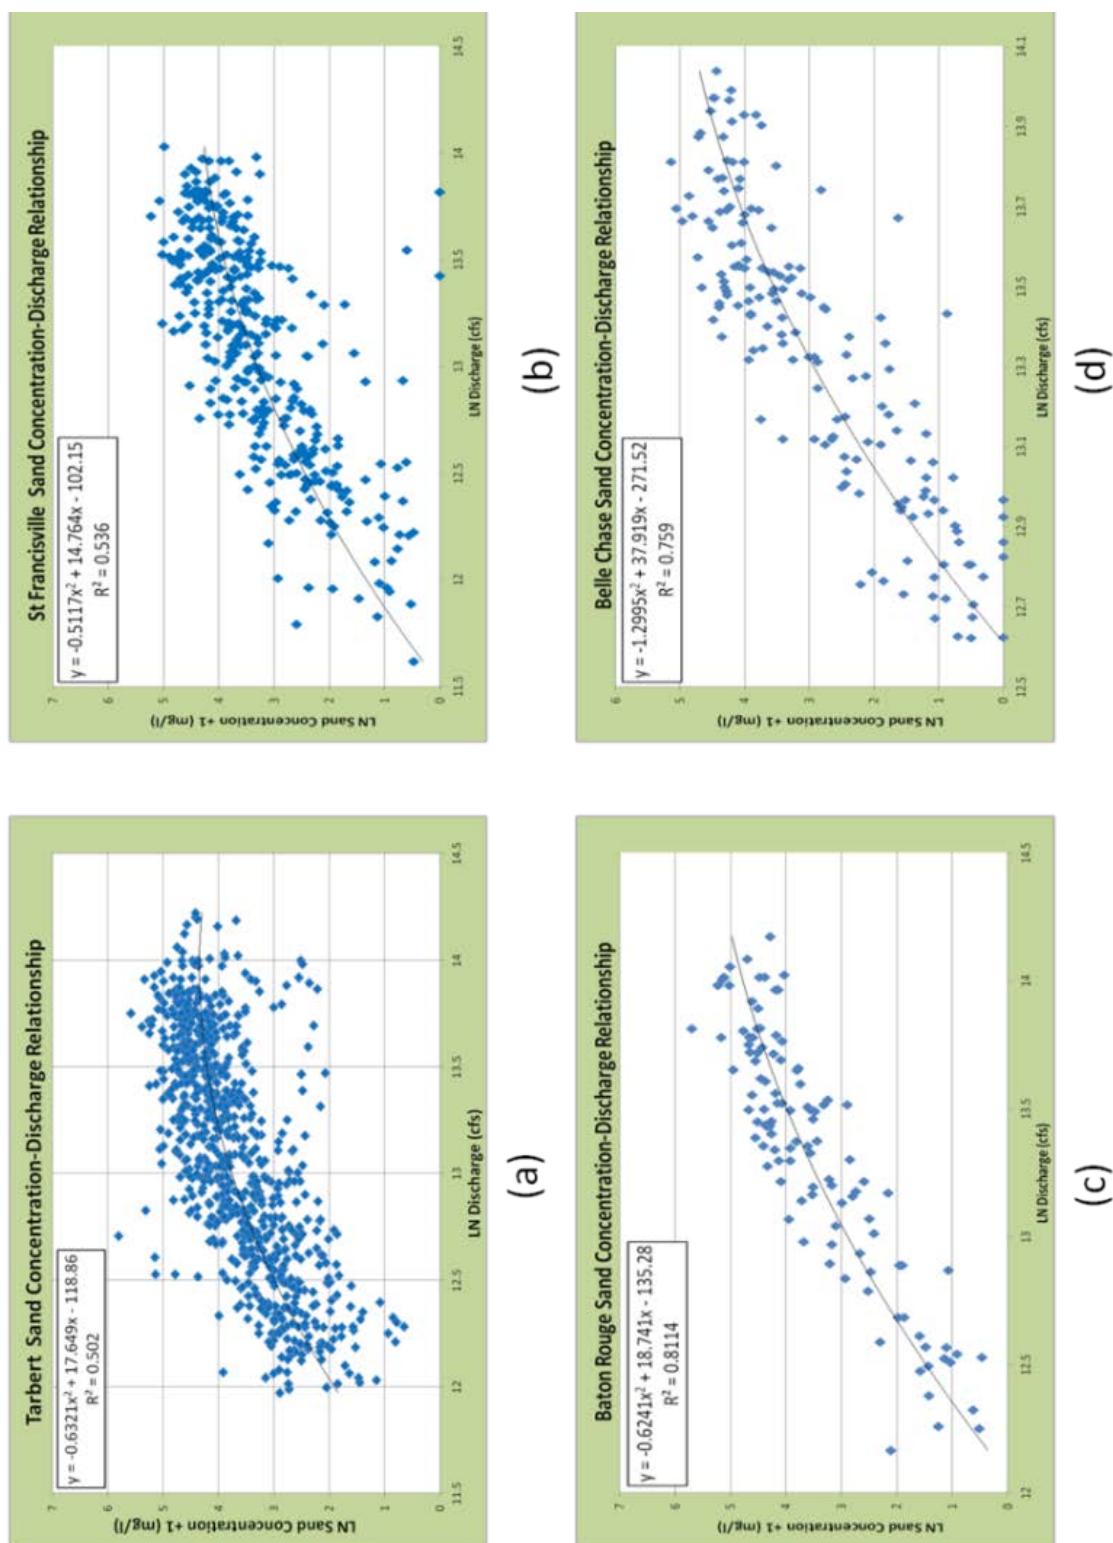 Tarbert Sand Concentration-Discharge Relationship
y = -0.6321x² + 17.649x - 118.86
R² = 0.502
LN Sand Concentration +1 (mg/l)
7
6
5
4
3
2
1
0
11.5
12
12.5
13
13.5
14
14.5
LN Discharge (cfs)
(a)
St Francisville Sand Concentration-Discharge Relationship
y = -0.5117x² + 14.764x - 102.15
R² = 0.536
LN Sand Concentration +1 (mg/l)
7
6
5
4
3
2
1
0
11.5
12
12.5
13
13.5
14
14.5
LN Discharge (cfs)
(b)
Baton Rouge Sand Concentration-Discharge Relationship
y = -0.6241x² + 18.741x - 135.28
R² = 0.8114
LN Sand Concentration +1 (mg/l)
7
6
5
4
3
2
1
0
12
12.5
13
13.5
14
14.5
LN Discharge (cfs)
(c)
Belle Chase Sand Concentration-Discharge Relationship
y = -1.2995x² + 37.919x - 271.52
R² = 0.759
LN Sand Concentration +1 (mg/l)
6
5
4
3
2
1
0
12.5
12.7
12.9
13.1
13.3
13.5
13.7
13.9
14.1
LN Discharge (cfs)
(d)